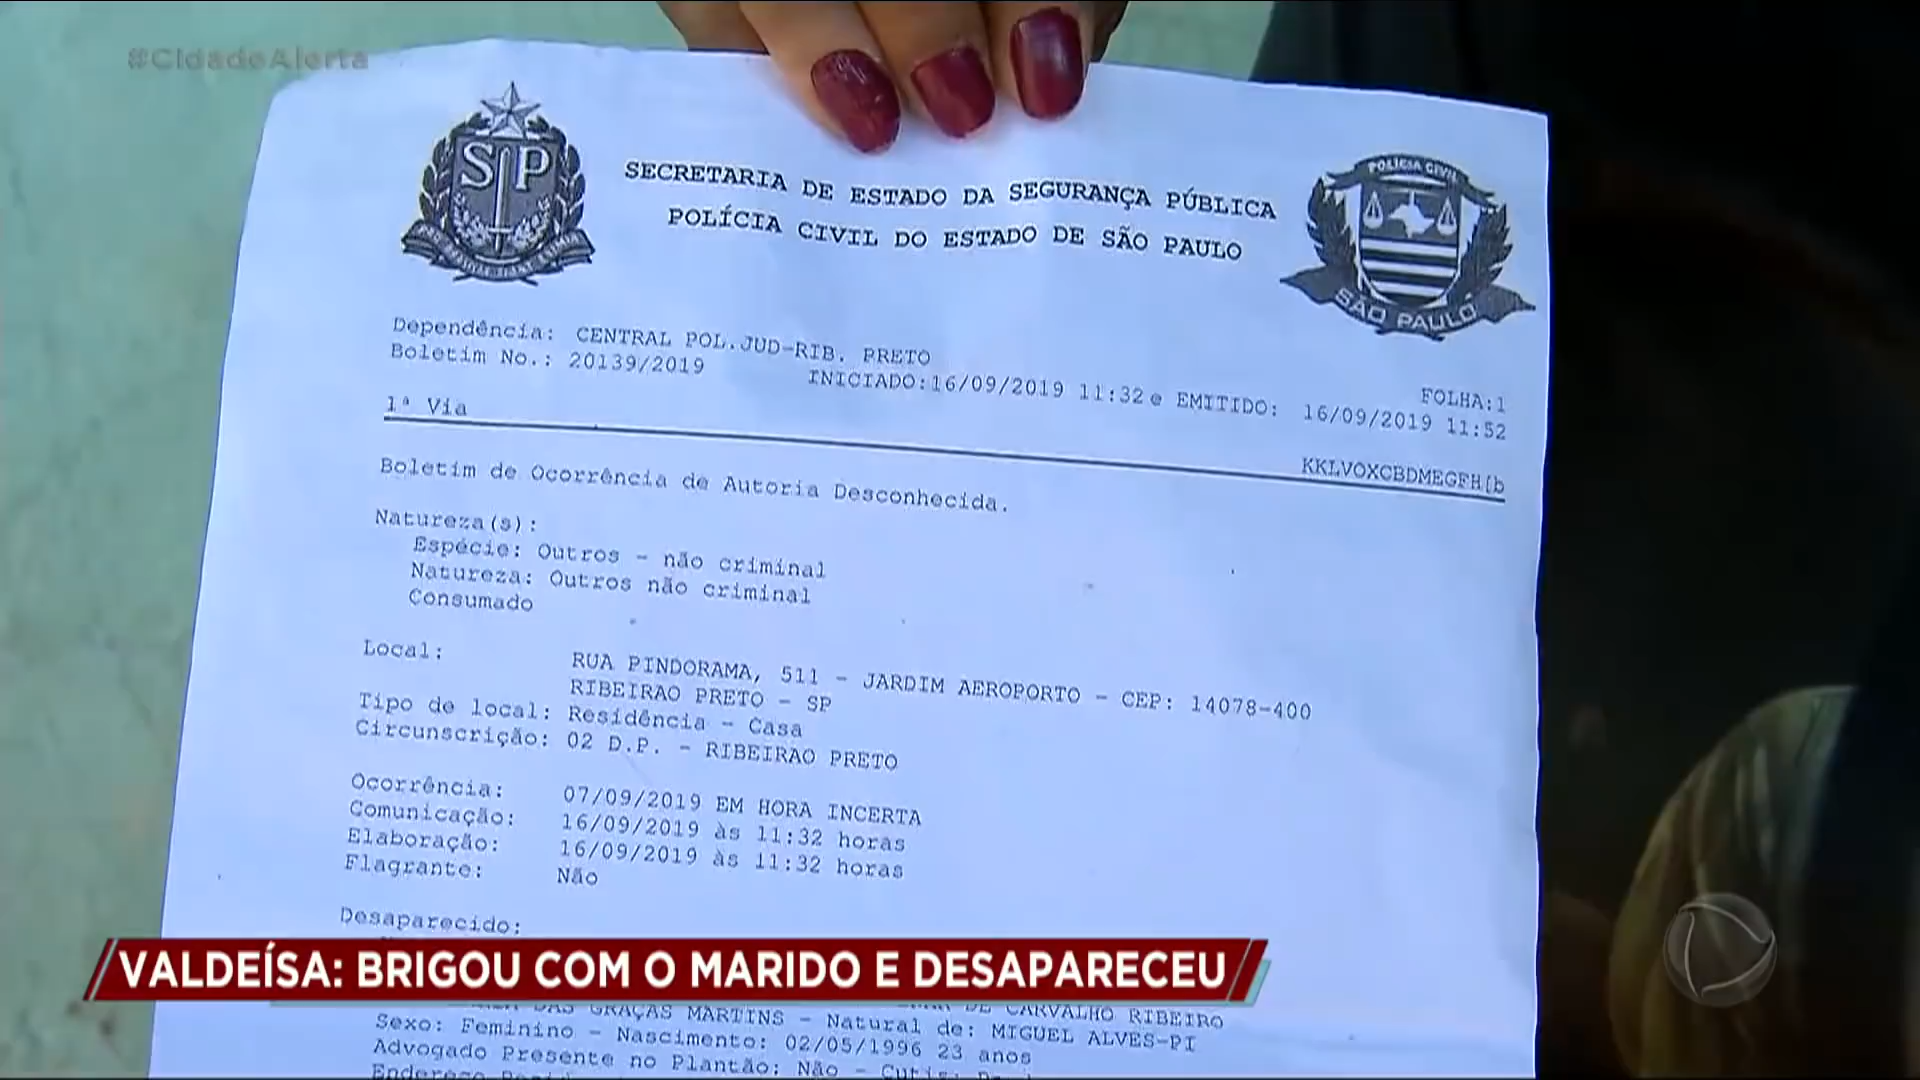 #CidadeAlerta
SP
SECRETARIA DE ESTADO DA SEGURANÇA PÚBLICA
POLÍCIA CIVIL DO ESTADO DE SÃO PAULO
POLÍCIA CIVIL
SÃO PAULO
Dependência: CENTRAL POL.JUD-RIB. PRETO
Boletim No.: 20139/2019
INICIADO:16/09/2019 11:32 e EMITIDO: 16/09/2019 11:52
FOLHA:1
1ª Via
KKLVOXCBDMEGFH[b
Boletim de Ocorrência de Autoria Desconhecida.
Natureza(s):
Espécie: Outros - não criminal
Natureza: Outros não criminal
Consumado
Local: RUA PINDORAMA, 511 - JARDIM AEROPORTO - CEP: 14078-400
RIBEIRAO PRETO - SP
Tipo de local: Residência - Casa
Circunscrição: 02 D.P. - RIBEIRAO PRETO
Ocorrência: 07/09/2019 EM HORA INCERTA
Comunicação: 16/09/2019 às 11:32 horas
Elaboração: 16/09/2019 às 11:32 horas
Flagrante: Não
Desaparecido:
VALDEÍSA: BRIGOU COM O MARIDO E DESAPARECEU
DAS GRAÇAS MARTINS - DE CARVALHO RIBEIRO
Sexo: Feminino - Nascimento: 02/05/1996 23 anos
Natural de: MIGUEL ALVES-PI
Advogado Presente no Plantão: Não - Cutis:
Endereço